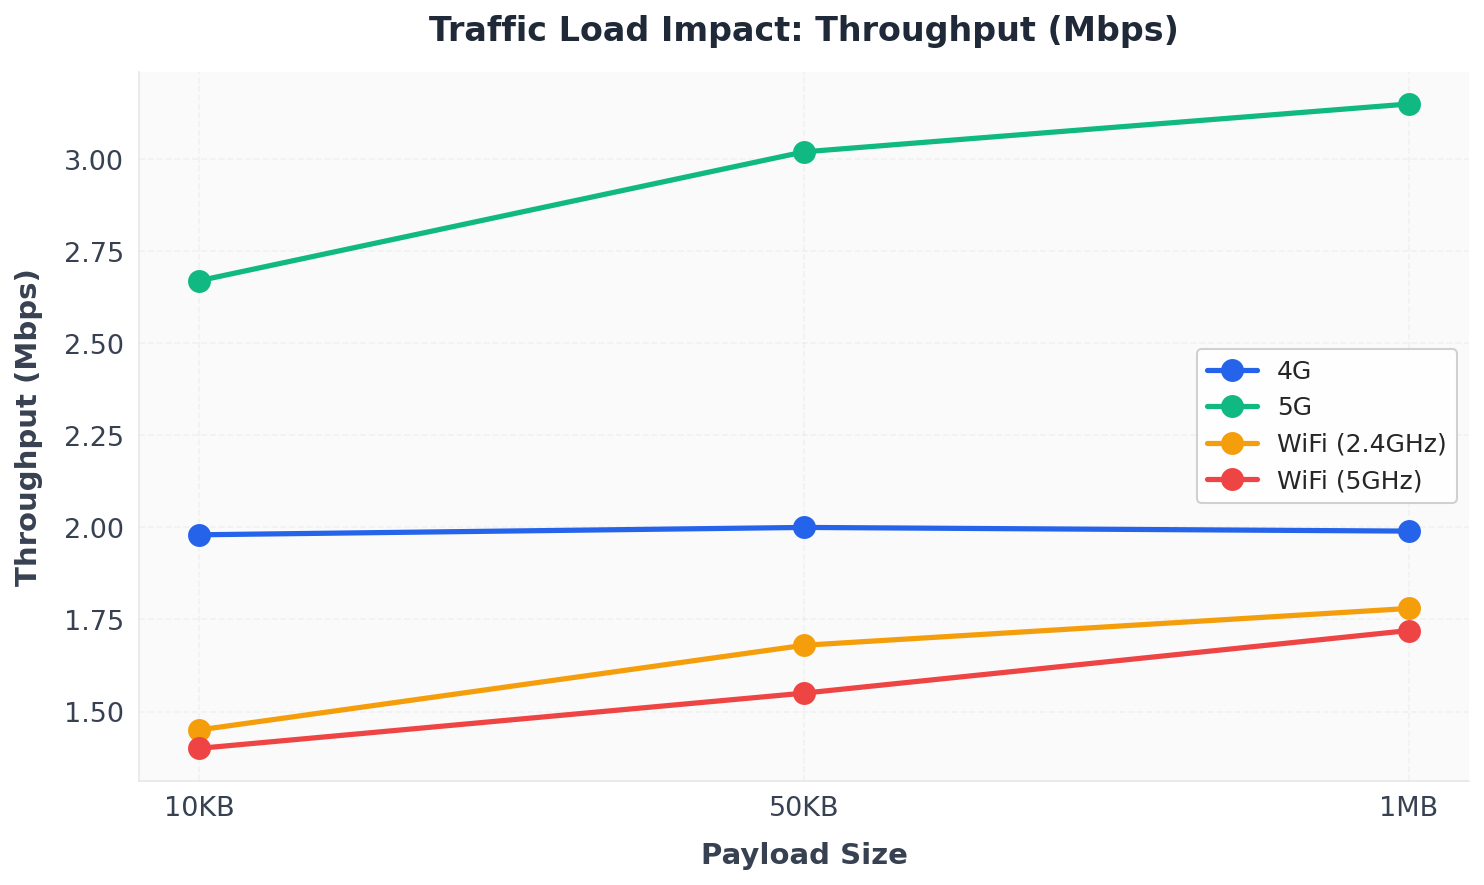 Traffic Load Impact: Throughput (Mbps)
Throughput (Mbps)
3.00
2.75
2.50
2.25
2.00
1.75
1.50
4G
5G
WiFi (2.4GHz)
WiFi (5GHz)
10KB
50KB
1MB
Payload Size